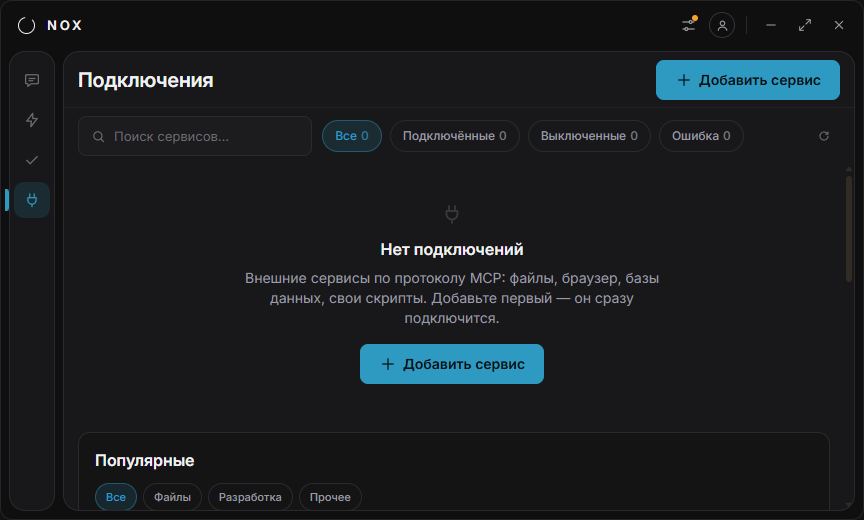 NOX
Подключения
Добавить сервис
Поиск сервисов...
Все 0
Подключённые 0
Выключенные 0
Ошибка 0
Нет подключений
Внешние сервисы по протоколу MCP: файлы, браузер, базы
данных, свои скрипты. Добавьте первый — он сразу
подключится.
Добавить сервис
Популярные
Все
Файлы
Разработка
Прочее